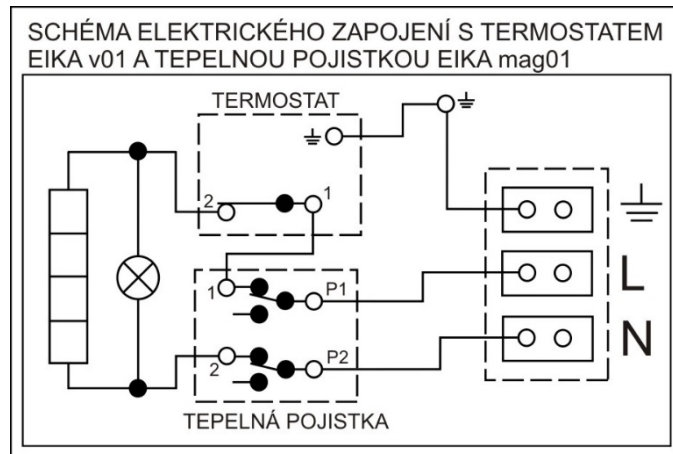 SCHÉMA ELEKTRICKÉHO ZAPOJENÍ S TERMOSTATEM
EIKA v01 A TEPELNOU POJISTKOU EIKA mag01
TERMOSTAT
2
1
1
P1
L
2
P2
N
TEPELNÁ POJISTKA